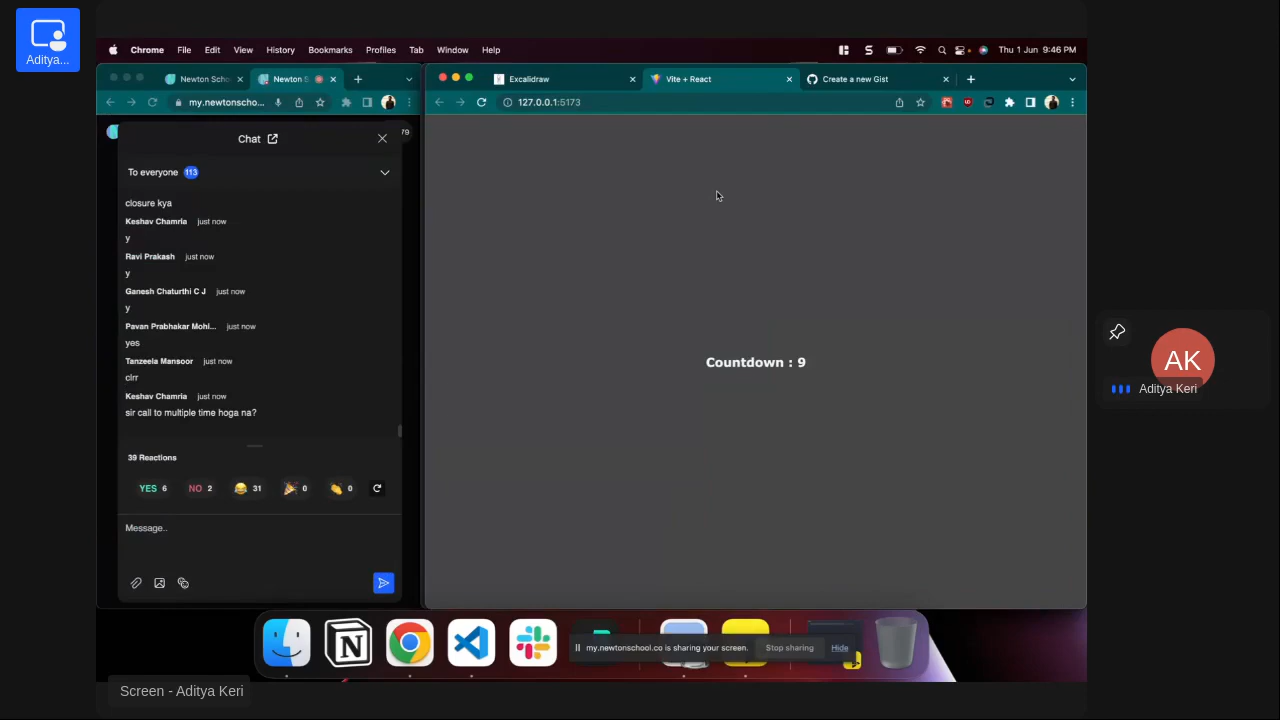 Aditya...
Chrome File Edit View History Bookmarks Profiles Tab Window Help
Thu 1 Jun 9:46 PM
Newton Scho
Newton S
Excalidraw
Vite + React
Create a new Gist
my.newtonscho...
127.0.0.1:5173
Chat
79
To everyone 113
closure kya
Keshav Chamria just now
y
Ravi Prakash just now
y
Ganesh Chaturthi C J just now
y
Pavan Prabhakar Mohi... just now
yes
Tanzeela Mansoor just now
clrr
Keshav Chamria just now
sir call to multiple time hoga na?
39 Reactions
YES 6 NO 2 31 0 0
Message..
Countdown : 9
AK
Aditya Keri
my.newtonschool.co is sharing your screen.
Stop sharing
Hide
Screen - Aditya Keri